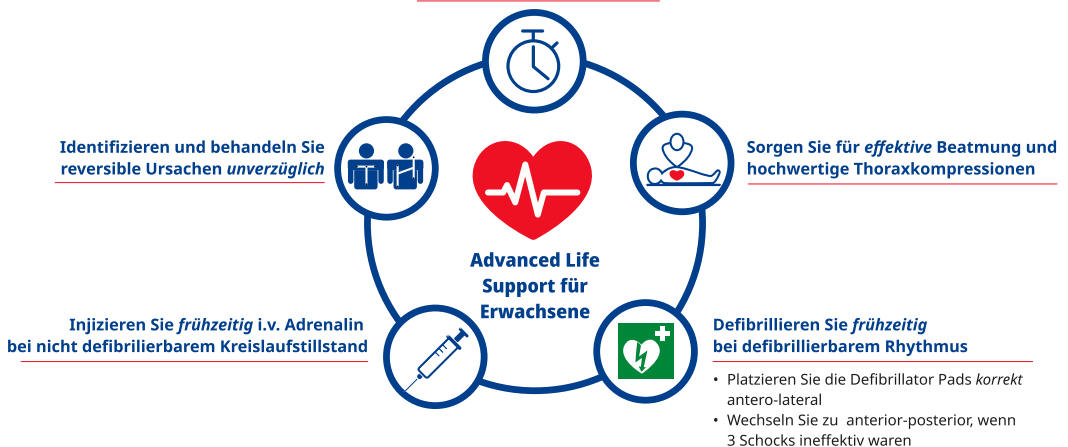 Identifizieren und behandeln Sie
reversible Ursachen unverzüglich
Sorgen Sie für effektive Beatmung und
hochwertige Thoraxkompressionen
Advanced Life
Support für
Erwachsene
Injizieren Sie frühzeitig i.v. Adrenalin
bei nicht defibrilierbarem Kreislaufstillstand
Defibrillieren Sie frühzeitig
bei defibrillierbarem Rhythmus
• Platzieren Sie die Defibrillator Pads korrekt
antero-lateral
• Wechseln Sie zu anterior-posterior, wenn
3 Schocks ineffektiv waren